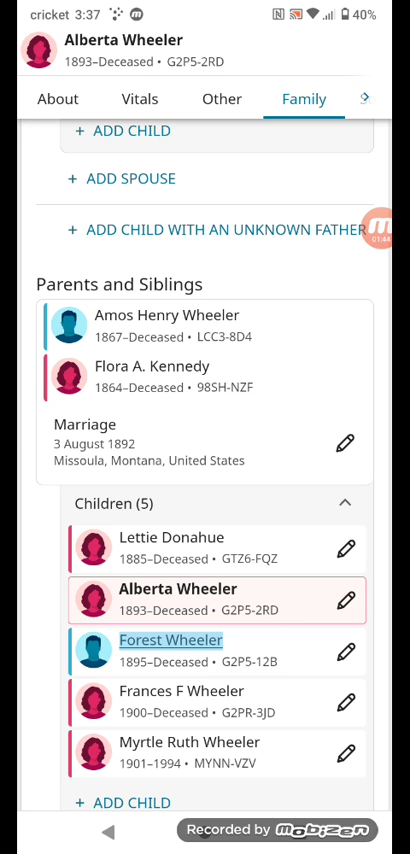 cricket 3:37
40%
Alberta Wheeler
1893–Deceased • G2P5-2RD
About Vitals Other Family
+ ADD CHILD
+ ADD SPOUSE
+ ADD CHILD WITH AN UNKNOWN FATHER
01:44
Parents and Siblings
Amos Henry Wheeler
1867–Deceased • LCC3-8D4
Flora A. Kennedy
1864–Deceased • 98SH-NZF
Marriage
3 August 1892
Missoula, Montana, United States
Children (5)
Lettie Donahue
1885–Deceased • GTZ6-FQZ
Alberta Wheeler
1893–Deceased • G2P5-2RD
Forest Wheeler
1895–Deceased • G2P5-12B
Frances F Wheeler
1900–Deceased • G2PR-3JD
Myrtle Ruth Wheeler
1901–1994 • MYNN-VZV
+ ADD CHILD
Recorded by mobizen